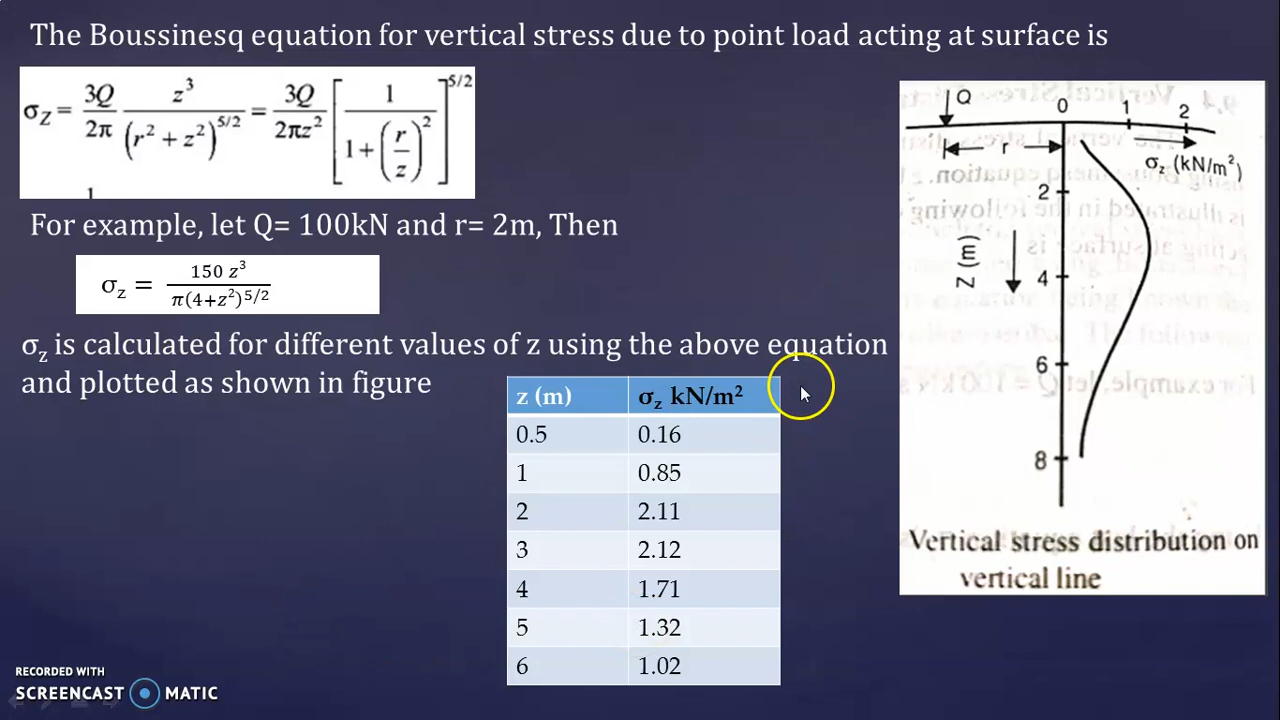 The Boussinesq equation for vertical stress due to point load acting at surface is
σZ = 3Q/2π z³/(r² + z²)^5/2 = 3Q/2πz² [1/1+(r/z)²]^5/2
For example, let Q= 100kN and r= 2m, Then
σz = 150 z³/π(4+z²)^5/2
σz is calculated for different values of z using the above equation
and plotted as shown in figure
z (m) σz kN/m²
0.5 0.16
1 0.85
2 2.11
3 2.12
4 1.71
5 1.32
6 1.02
Q 0 1 2
r
σz (kN/m²)
2
Z (m)
4
6
8
Vertical stress distribution on
vertical line
RECORDED WITH
SCREENCAST MATIC